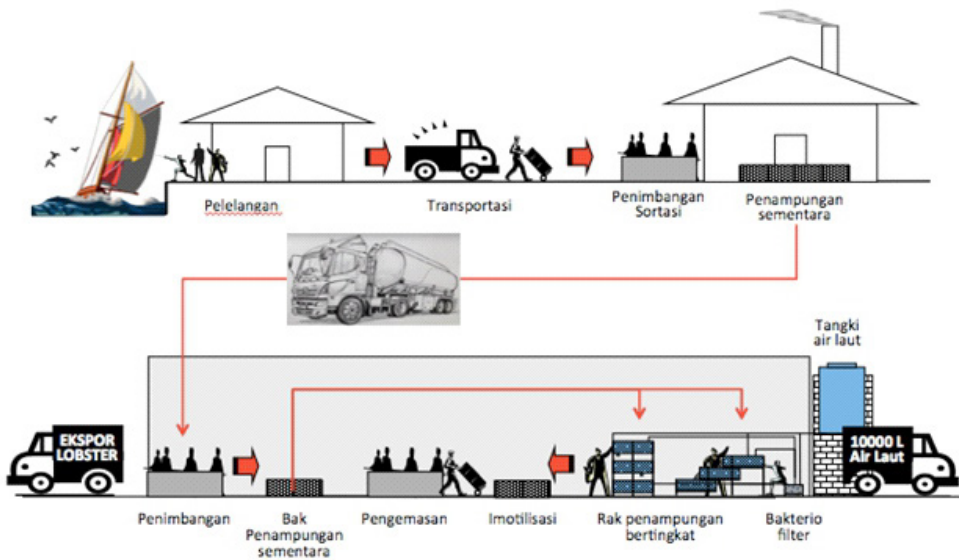 Pelelangan
Transportasi
Penimbangan
Sortasi
Penampungan
sementara
Tangki
air laut
EKSPOR
LOBSTER
10000 L
Air Laut
Penimbangan
Bak
Penampungan
sementara
Pengemasan
Imotilisasi
Rak penampungan
bertingkat
Bakterio
filter